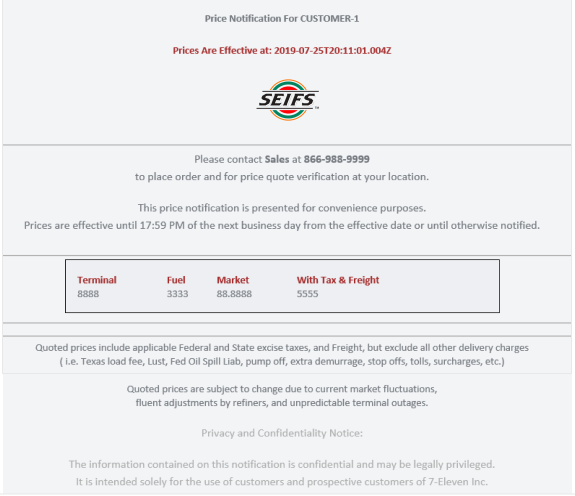 Price Notification For CUSTOMER-1
Prices Are Effective at: 2019-07-25T20:11:01.004Z
SEIFS
Please contact Sales at 866-988-9999
to place order and for price quote verification at your location.
This price notification is presented for convenience purposes.
Prices are effective until 17:59 PM of the next business day from the effective date or until otherwise notified.
Terminal Fuel Market With Tax & Freight
8888 3333 88.8888 5555
Quoted prices include applicable Federal and State excise taxes, and Freight, but exclude all other delivery charges
( i.e. Texas load fee, Lust, Fed Oil Spill Liab, pump off, extra demurrage, stop offs, tolls, surcharges, etc.)
Quoted prices are subject to change due to current market fluctuations,
fluent adjustments by refiners, and unpredictable terminal outages.
Privacy and Confidentiality Notice:
The information contained on this notification is confidential and may be legally privileged.
It is intended solely for the use of customers and prospective customers of 7-Eleven Inc.